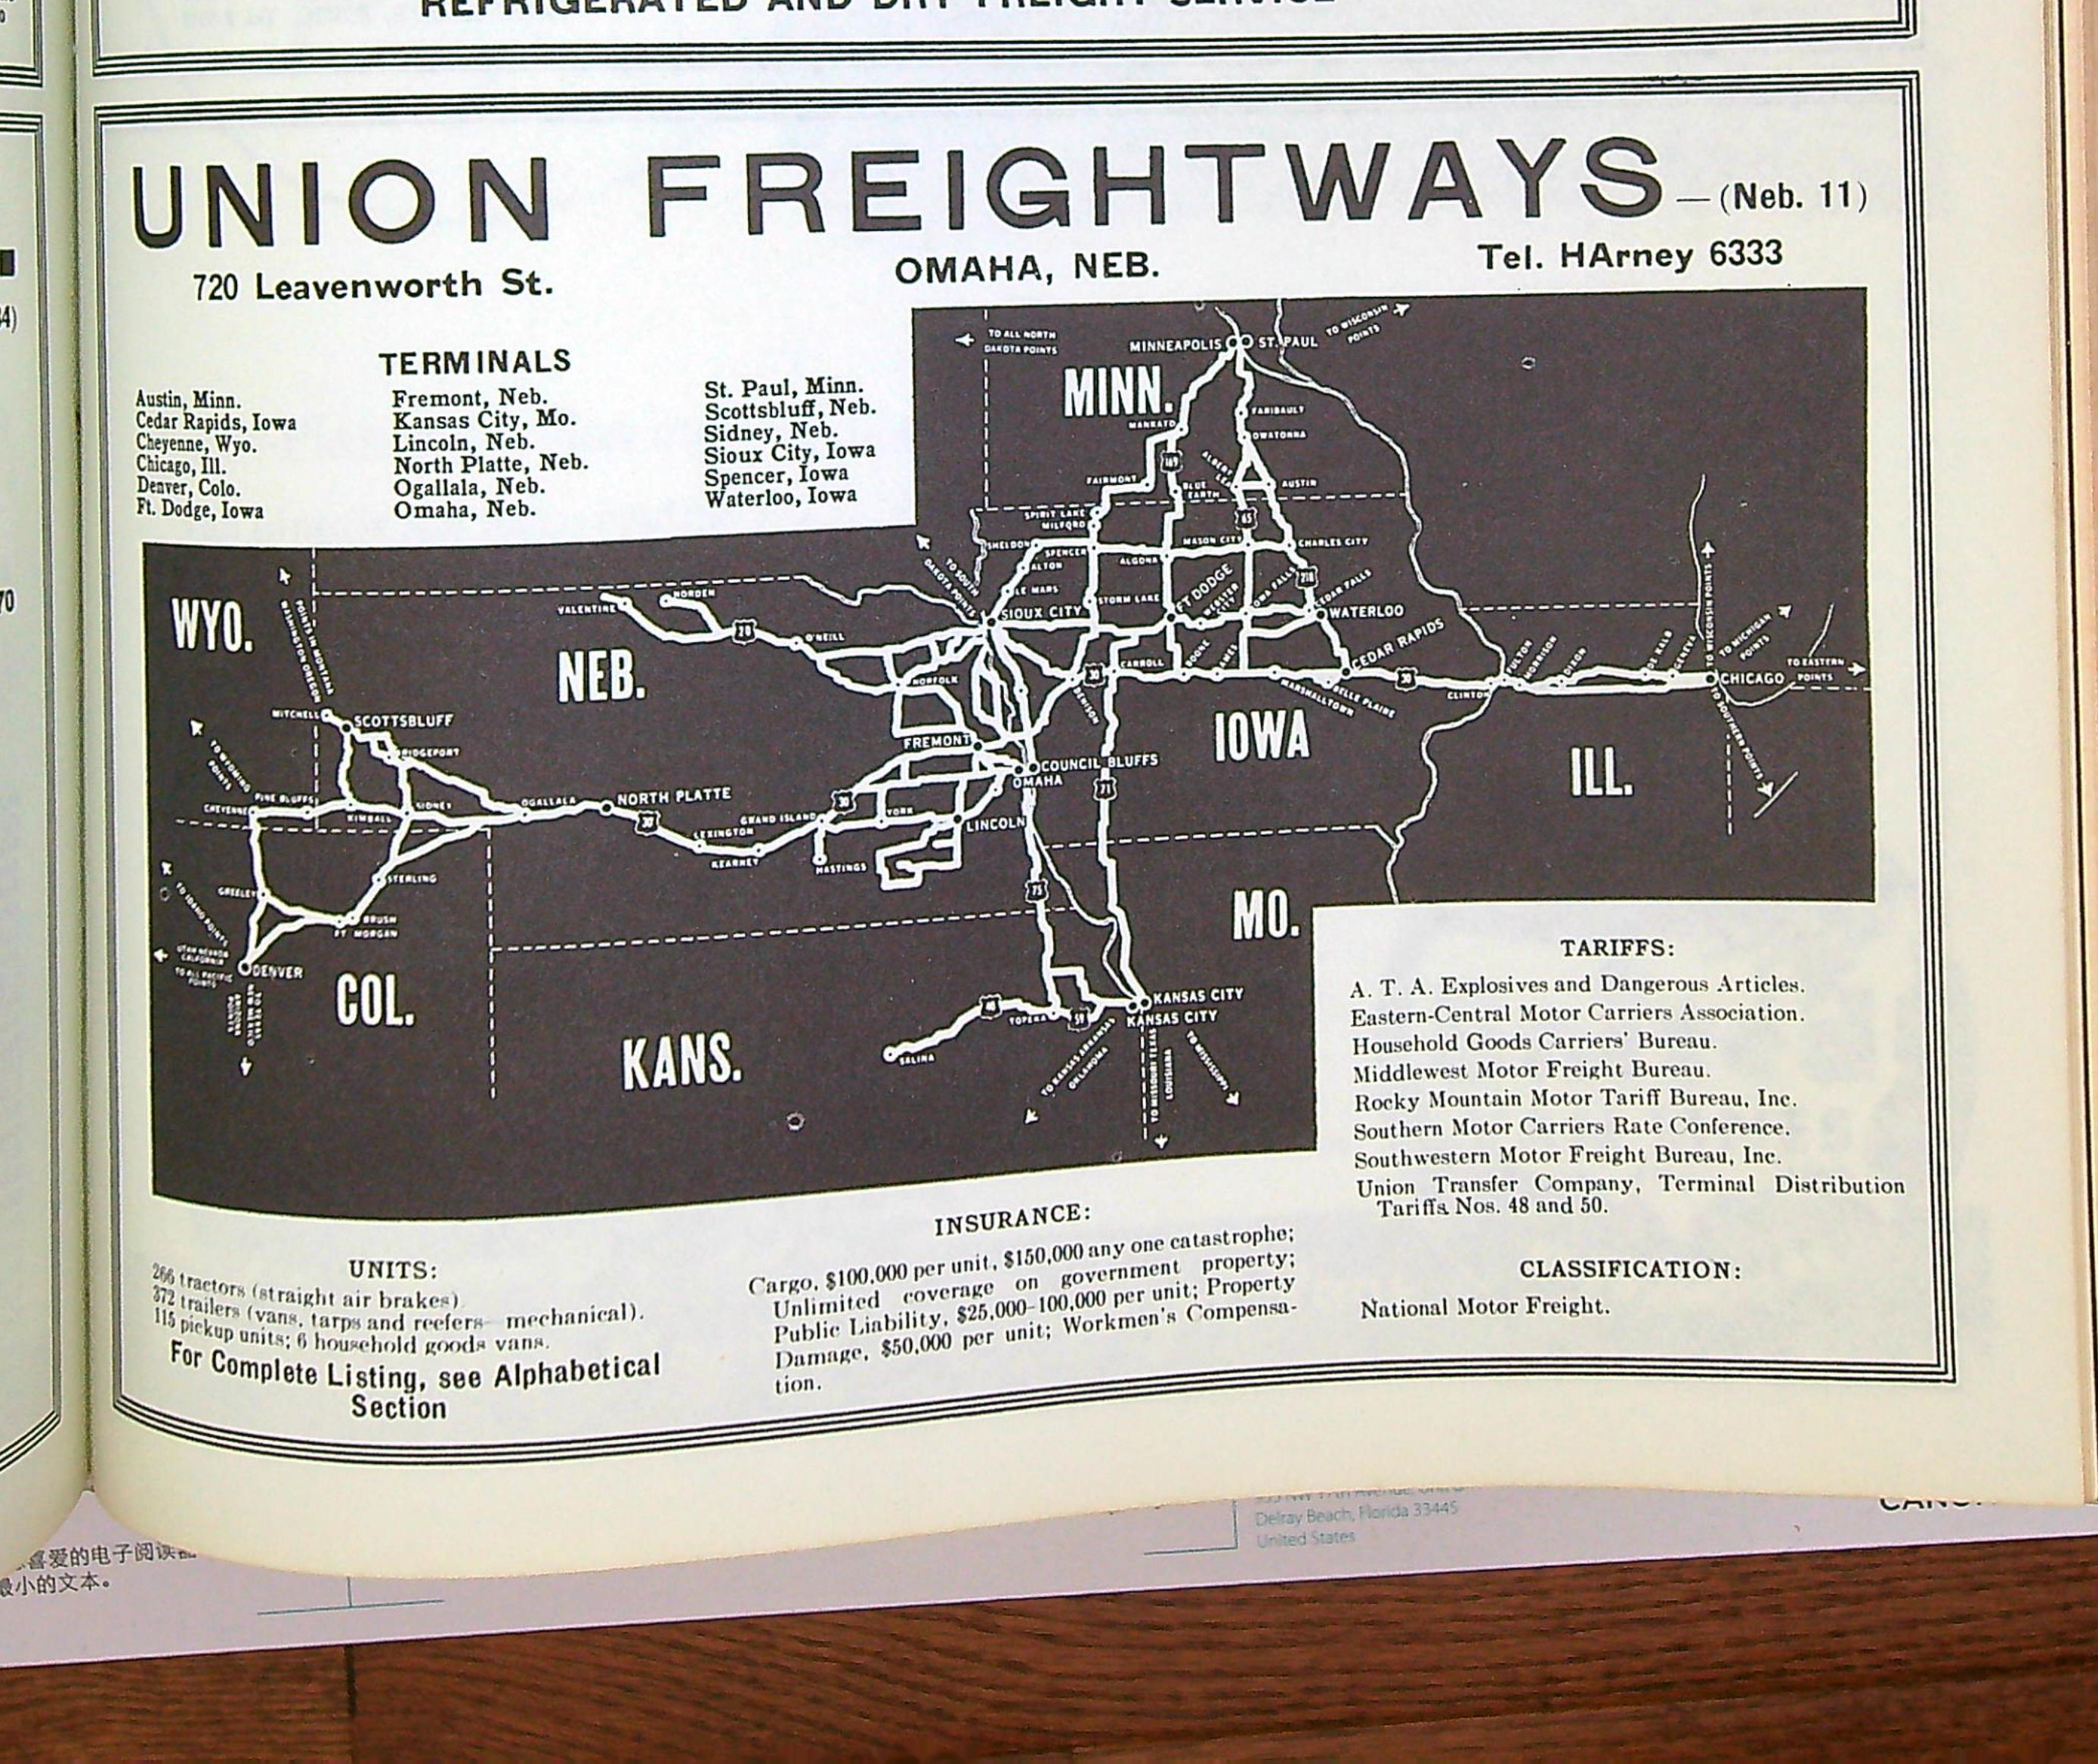 REFRIGERATED AND DRY FREIGHT SERVICE
UNION FREIGHTWAYS — (Neb. 11)
720 Leavenworth St.
OMAHA, NEB.
Tel. HArney 6333
TERMINALS
Austin, Minn.
Cedar Rapids, Iowa
Cheyenne, Wyo.
Chicago, Ill.
Denver, Colo.
Ft. Dodge, Iowa
Fremont, Neb.
Kansas City, Mo.
Lincoln, Neb.
North Platte, Neb.
Ogallala, Neb.
Omaha, Neb.
St. Paul, Minn.
Scottsbluff, Neb.
Sidney, Neb.
Sioux City, Iowa
Spencer, Iowa
Waterloo, Iowa
TO ALL NORTH
DAKOTA POINTS
MINNEAPOLIS
ST. PAUL
TO WISCONSIN
POINTS
MINN.
FARIBAULT
MANKATO
OWATONNA
169
ALBERT
LEA
FAIRMONT
BLUE
EARTH
AUSTIN
SPIRIT LAKE
MILFORD
65
SHELDON
SPENCER
MASON CITY
CHARLES CITY
ALTON
ALGONA
TO SOUTH
DAKOTA POINTS
LE MARS
STORM LAKE
FT DODGE
WEBSTER
CITY
IOWA FALLS
218
CEDAR FALLS
SIOUX CITY
WATERLOO
WYO.
POINTS IN MONTANA
WASHINGTON OREGON
VALENTINE
NORDEN
20
O'NEILL
NEB.
NORFOLK
30
CARROLL
DENISON
BOONE
AMES
MARSHALLTOWN
BELLE PLAINE
CEDAR RAPIDS
30
CLINTON
FULTON
MORRISON
DIXON
DE KALB
GENEVA
TO WISCONSIN POINTS
TO MICHIGAN
POINTS
TO EASTERN
POINTS
CHICAGO
TO SOUTHERN POINTS
IOWA
ILL.
MITCHELL
SCOTTSBLUFF
BRIDGEPORT
TO WYOMING
POINTS
FREMONT
COUNCIL BLUFFS
OMAHA
71
CHEYENNE
PINE BLUFFS
KIMBALL
SIDNEY
OGALLALA
NORTH PLATTE
30
LEXINGTON
KEARNEY
GRAND ISLAND
30
YORK
LINCOLN
HASTINGS
GREELEY
STERLING
BRUSH
FT MORGAN
TO IDAHO POINTS
UTAH NEVADA
CALIFORNIA
TO ALL PACIFIC
POINTS
DENVER
COL.
75
MO.
KANS.
SALINA
40
TOPEKA
59
KANSAS CITY
KANSAS CITY
TO KANSAS ARKANSAS
OKLAHOMA
TO MISSOURI TEXAS
LOUISIANA
TO MISSISSIPPI
TARIFFS:
A. T. A. Explosives and Dangerous Articles.
Eastern-Central Motor Carriers Association.
Household Goods Carriers' Bureau.
Middlewest Motor Freight Bureau.
Rocky Mountain Motor Tariff Bureau, Inc.
Southern Motor Carriers Rate Conference.
Southwestern Motor Freight Bureau, Inc.
Union Transfer Company, Terminal Distribution
Tariffs Nos. 48 and 50.
CLASSIFICATION:
National Motor Freight.
UNITS:
266 tractors (straight air brakes).
372 trailers (vans, tarps and reefers—mechanical).
115 pickup units; 6 household goods vans.
For Complete Listing, see Alphabetical
Section
INSURANCE:
Cargo, $100,000 per unit, $150,000 any one catastrophe;
Unlimited coverage on government property;
Public Liability, $25,000-100,000 per unit; Property
Damage, $50,000 per unit; Workmen's Compensa-
tion.
喜爱的电子阅读器
最小的文本。
Delray Beach, Florida 33445
United States